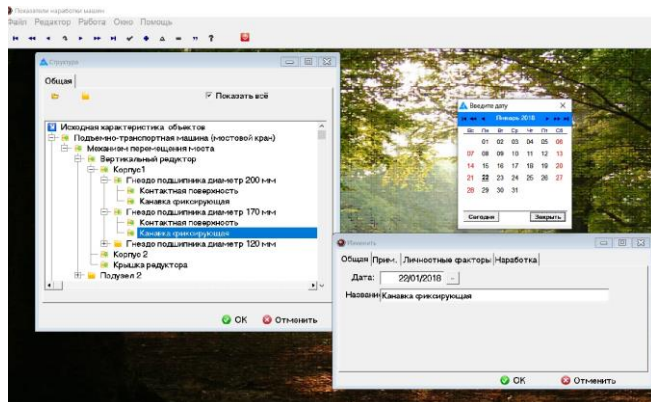 Показатели наработки машин
Файл Редактор Работа Окно Помощь
Структура
Общая
Показать всё
Исходная характеристика объектов
Подъемно-транспортная машина (мостовой кран)
Механизм перемещения моста
Вертикальный редуктор
Корпус1
Гнездо подшипника диаметр 200 мм
Контактная поверхность
Канавка фиксирующая
Гнездо подшипника диаметр 170 мм
Контактная поверхность
Канавка фиксирующая
Гнездо подшипника диаметр 120 мм
Корпус 2
Крышка редуктора
Подузел 2
OK Отменить
Введите дату
Январь 2018
Вс Пн Вт Ср Чт Пт Сб
01 02 03 04 05 06
07 08 09 10 11 12 13
14 15 16 17 18 19 20
21 22 23 24 25 26 27
28 29 30 31
Сегодня Закрыть
Изменить
Общая Прим. Личностные факторы Наработка
Дата: 22/01/2018
Названи Канавка фиксирующая
OK Отменить